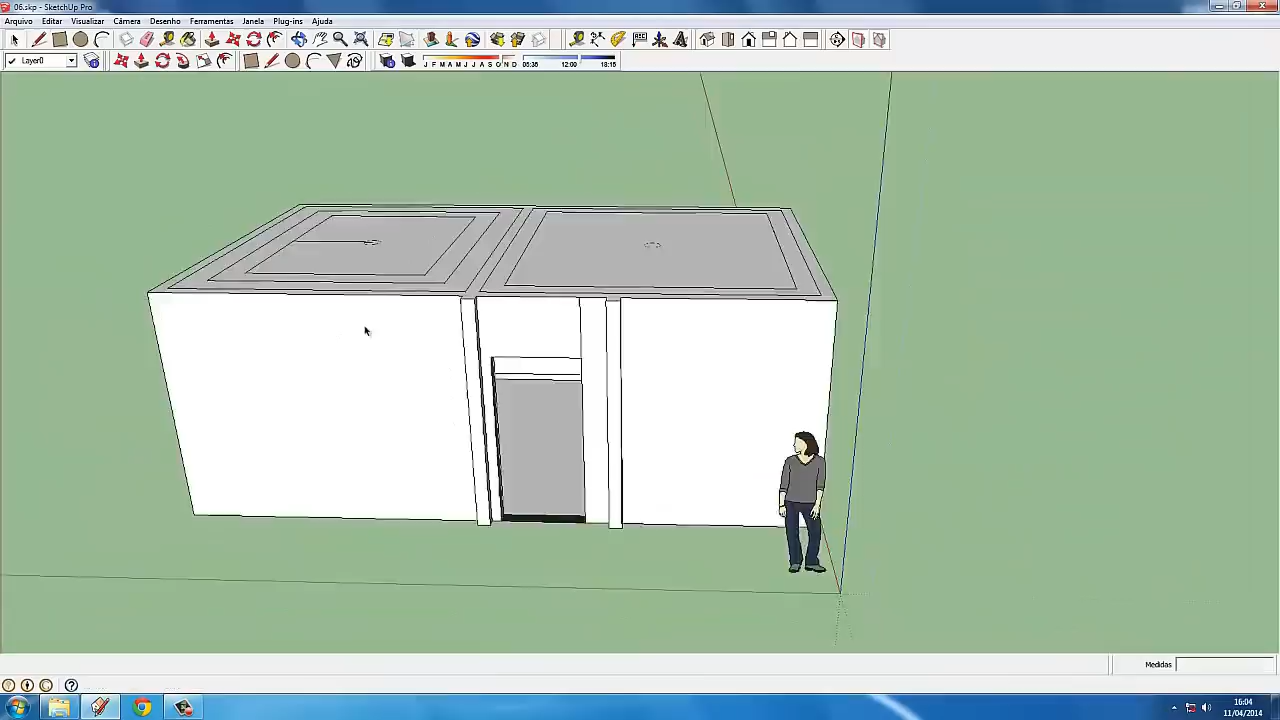 06.skp - SketchUp Pro
Arquivo Editar Visualizar Câmera Desenho Ferramentas Janela Plug-ins Ajuda
Layer0
J F M A M J J A S O N D
05:36 12:00 18:15
Medidas
16:04
11/04/2014